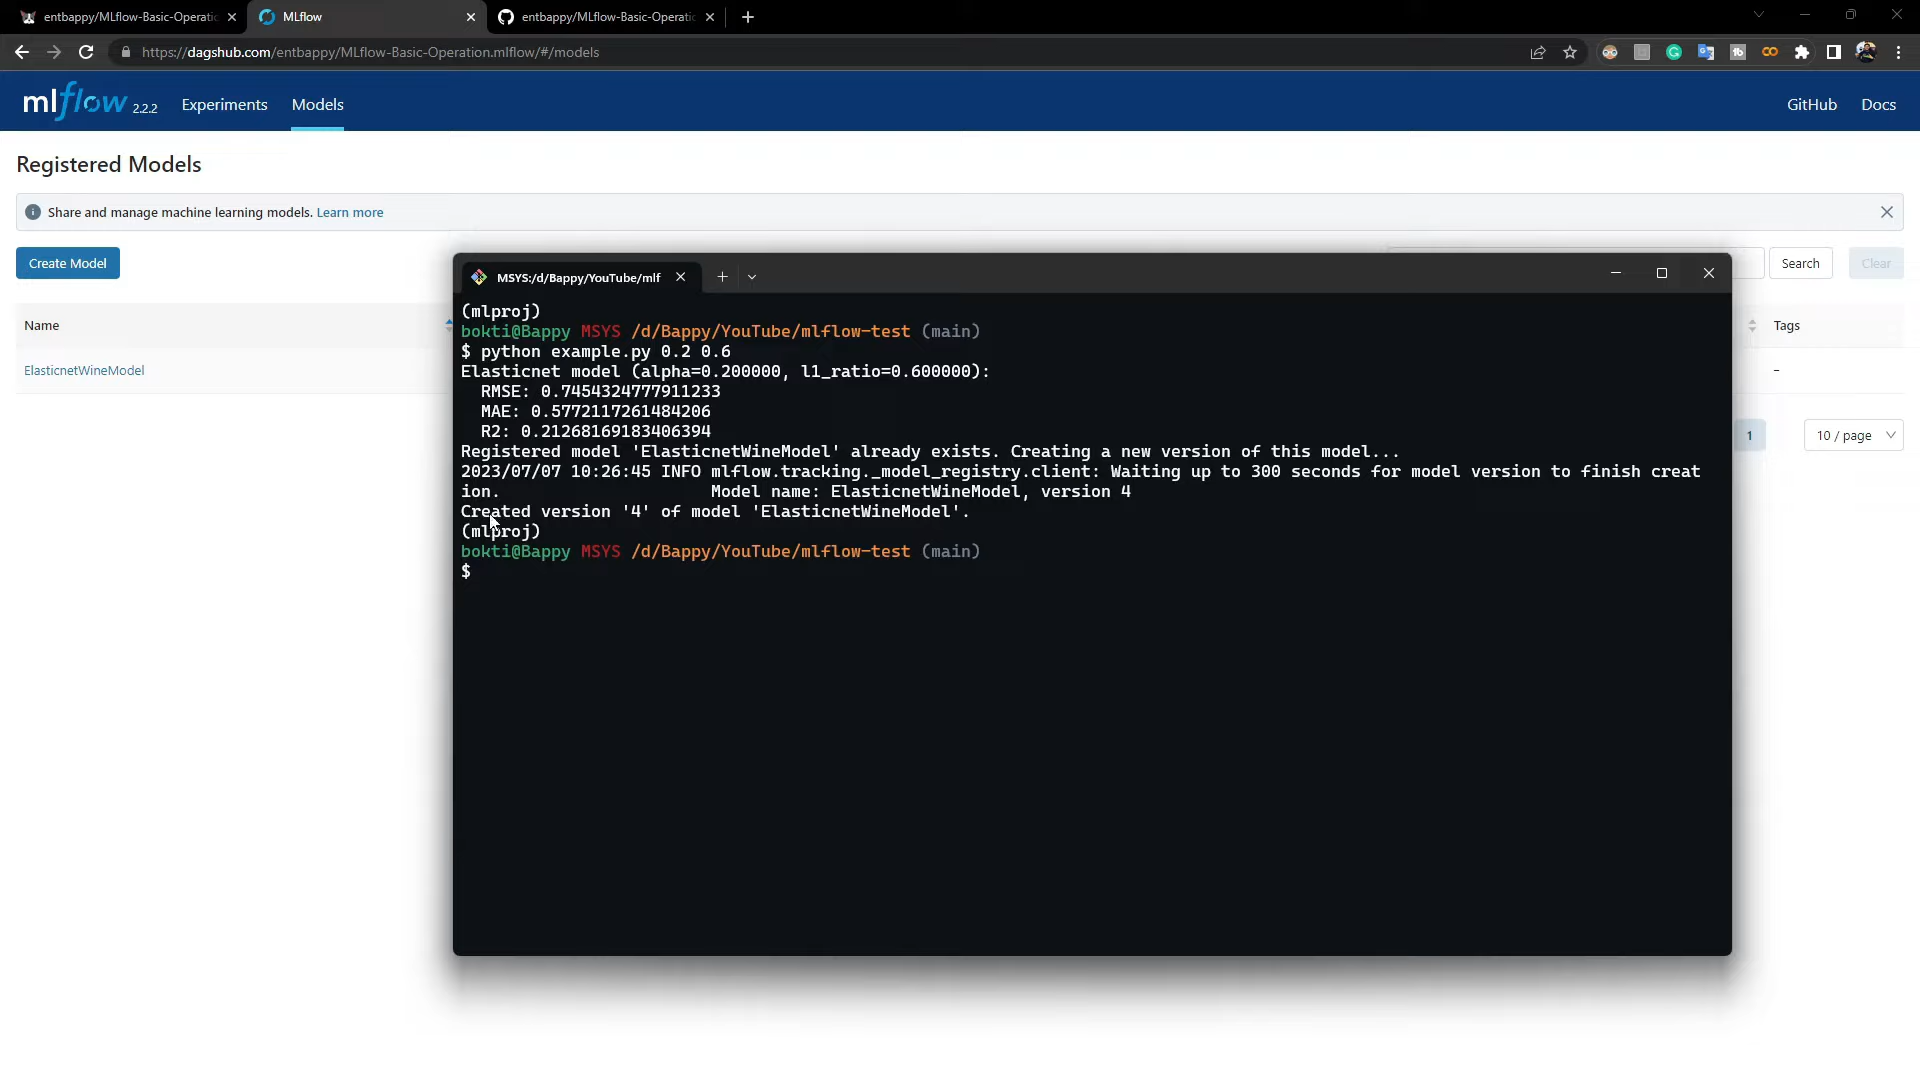 entbappy/MLflow-Basic-Operatio
MLflow
entbappy/MLflow-Basic-Operatio
https://dagshub.com/entbappy/MLflow-Basic-Operation.mlflow/#/models
mlflow 2.2.2 Experiments Models GitHub Docs
Registered Models
Share and manage machine learning models. Learn more
Create Model Search Clear
Name Tags
ElasticnetWineModel –
1 10 / page
MSYS:/d/Bappy/YouTube/mlf
(mlproj)
bokti@Bappy MSYS /d/Bappy/YouTube/mlflow-test (main)
$ python example.py 0.2 0.6
Elasticnet model (alpha=0.200000, l1_ratio=0.600000):
RMSE: 0.7454324777911233
MAE: 0.5772117261484206
R2: 0.21268169183406394
Registered model 'ElasticnetWineModel' already exists. Creating a new version of this model...
2023/07/07 10:26:45 INFO mlflow.tracking._model_registry.client: Waiting up to 300 seconds for model version to finish creat
ion. Model name: ElasticnetWineModel, version 4
Created version '4' of model 'ElasticnetWineModel'.
(mlproj)
bokti@Bappy MSYS /d/Bappy/YouTube/mlflow-test (main)
$